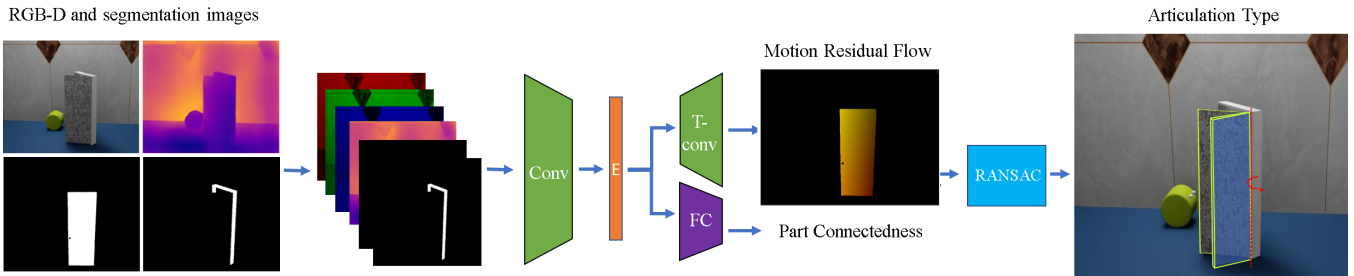 RGB-D and segmentation images
Conv
E
T-
conv
FC
Motion Residual Flow
Part Connectedness
RANSAC
Articulation Type